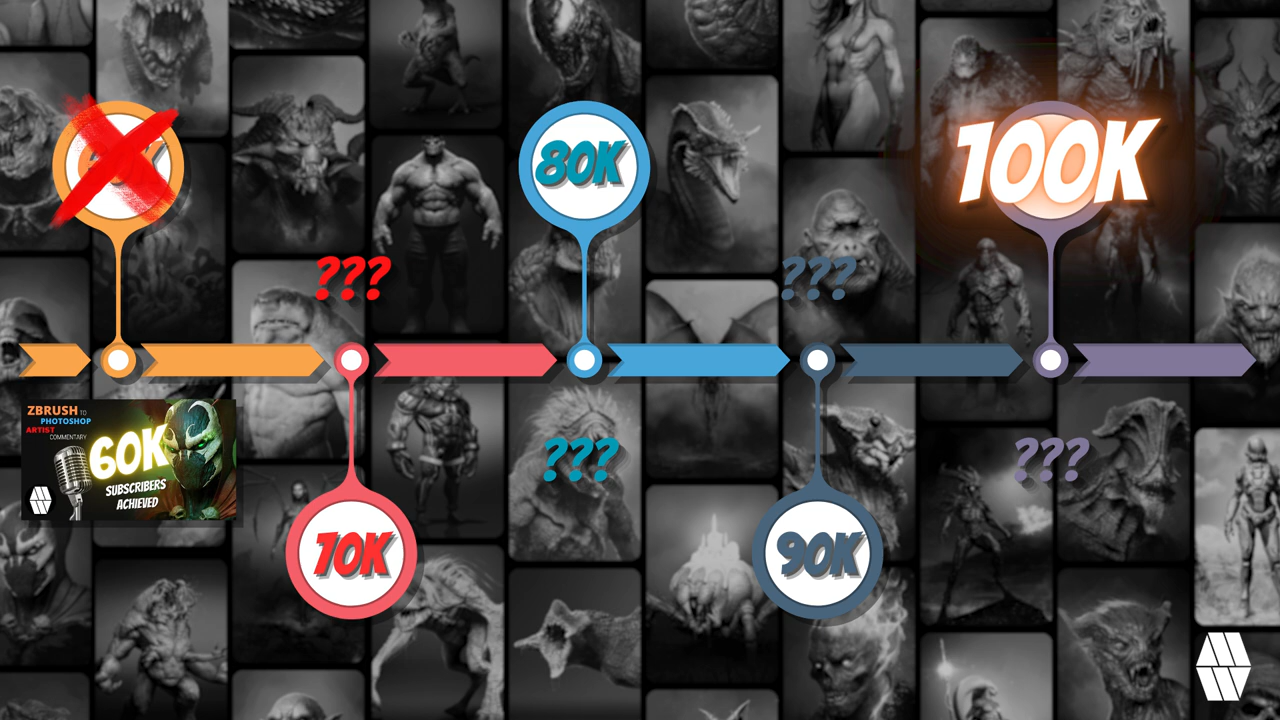 80K
100K
???
???
ZBRUSH TO
PHOTOSHOP
ARTIST
COMMENTARY
60K
SUBSCRIBERS
ACHIEVED
???
???
70K
90K